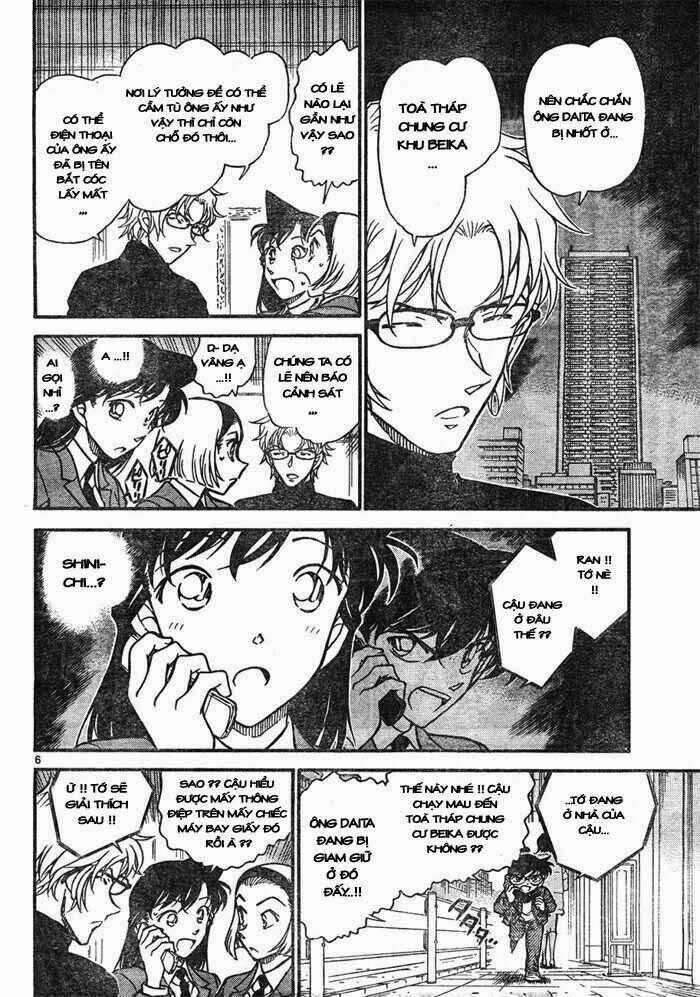 NÊN CHẮC CHẮN
ÔNG DAITA ĐANG
BỊ NHỐT Ở...
TOÀ THÁP
CHUNG CƯ
KHU BEIKA
...
CÓ LẼ
NÀO LẠI
GẦN NHƯ
VẬY SAO ??
NƠI LÝ TƯỞNG ĐỂ CÓ THỂ
CẦM TÙ ÔNG ẤY NHƯ
VẬY THÌ CHỈ CÒN
CHỖ ĐÓ THÔI...
CÓ THỂ
ĐIỆN THOẠI
CỦA ÔNG ẤY
ĐÃ BỊ TÊN
BẮT CÓC
LẤY MẤT
...
CHÚNG TA CÓ
LẼ NÊN BÁO
CẢNH SÁT
...
D- DẠ
VÂNG
Ạ ...!!
A ...!!
AI
GỌI
NHỈ
...?
RAN !!
TỚ NÈ
!!
CẬU ĐANG
Ở ĐÂU
THẾ ??
SHINI-
CHI...?
6
...TỚ ĐANG
Ở NHÀ CỦA
CẬU...
THẾ NÀY NHÉ !! CẬU
CHẠY MAU ĐẾN
TOÀ THÁP CHUNG
CƯ BEIKA ĐƯỢC
KHÔNG ??
ÔNG DAITA
ĐANG BỊ
GIAM GIỮ
Ở ĐÓ
ĐẤY..!!
SAO ?? CẬU HIỂU
ĐƯỢC MẤY THÔNG
ĐIỆP TRÊN MẤY CHIẾC
MÁY BAY GIẤY ĐÓ
RỒI À ??
Ừ !! TỚ SẼ
GIẢI THÍCH
SAU !!